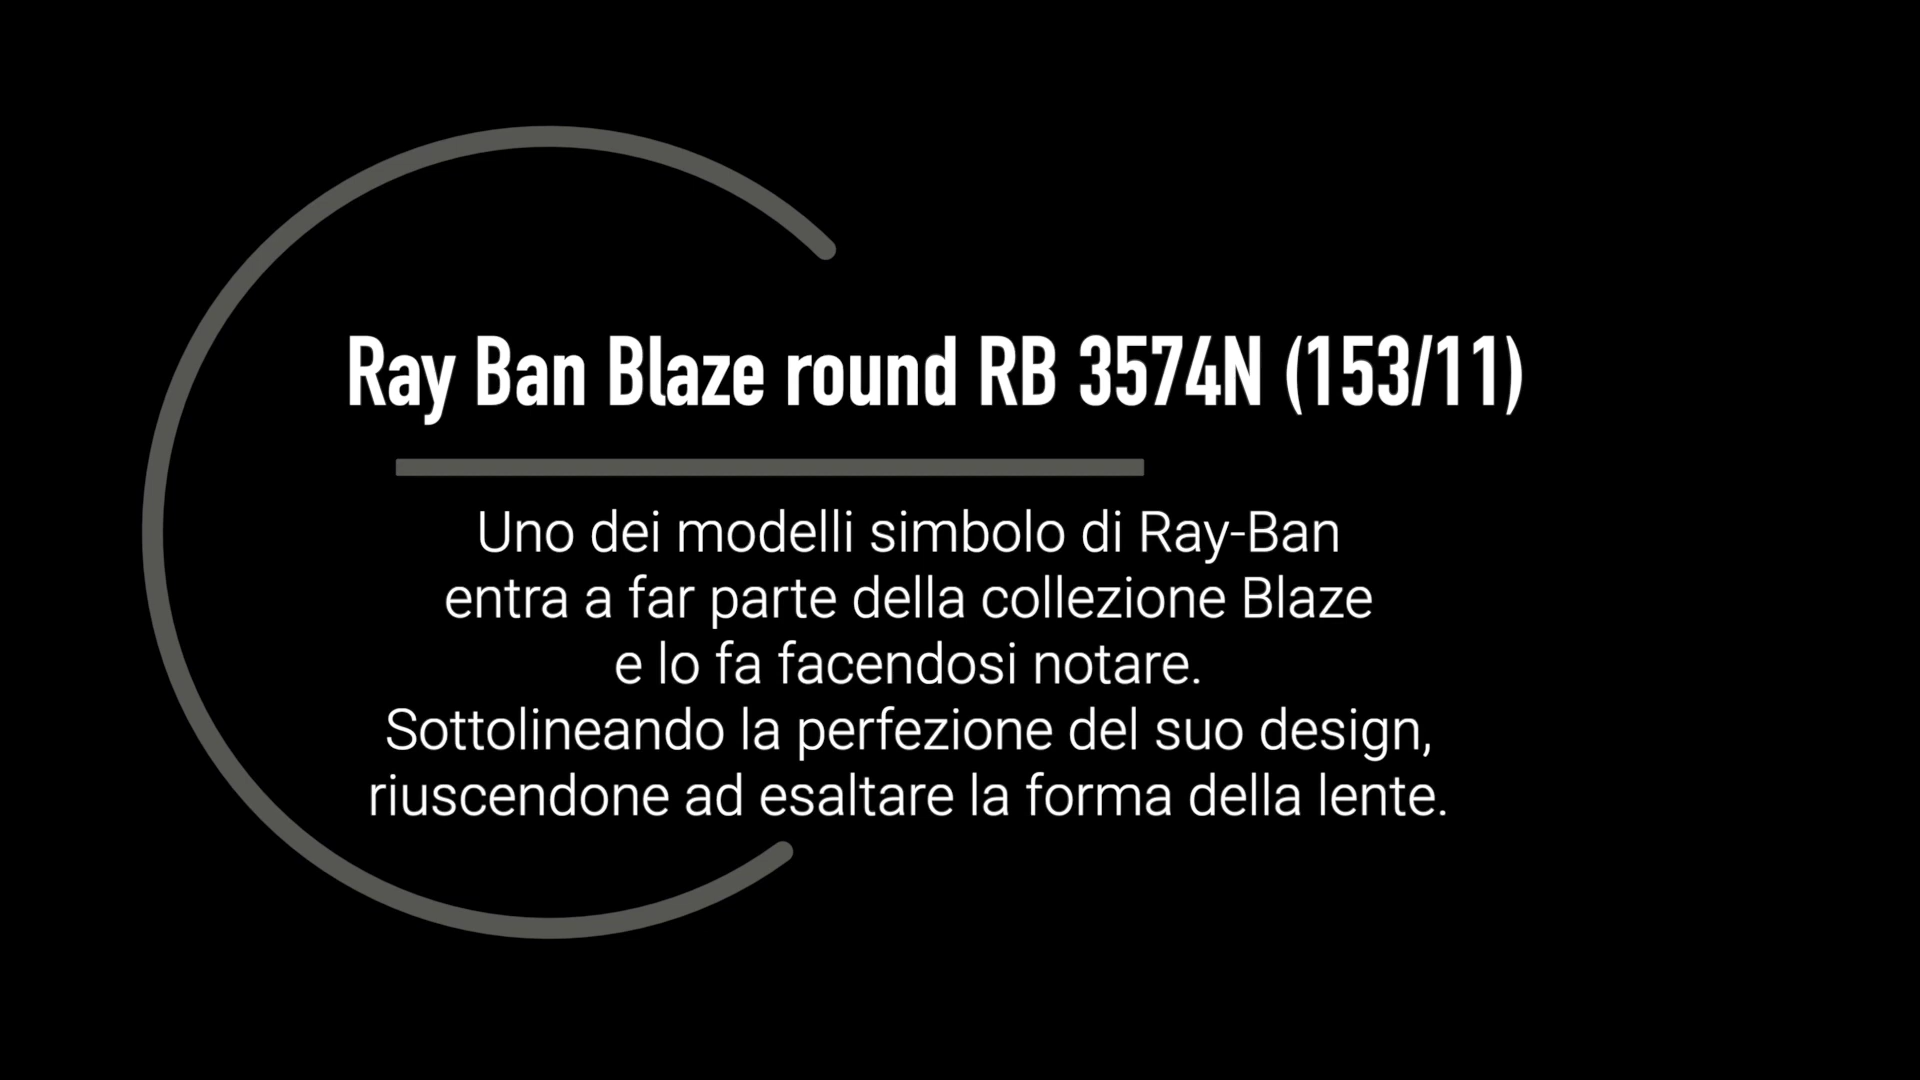 Ray Ban Blaze round RB 3574N (153/11)
Uno dei modelli simbolo di Ray-Ban
entra a far parte della collezione Blaze
e lo fa facendosi notare.
Sottolineando la perfezione del suo design,
riuscendone ad esaltare la forma della lente.